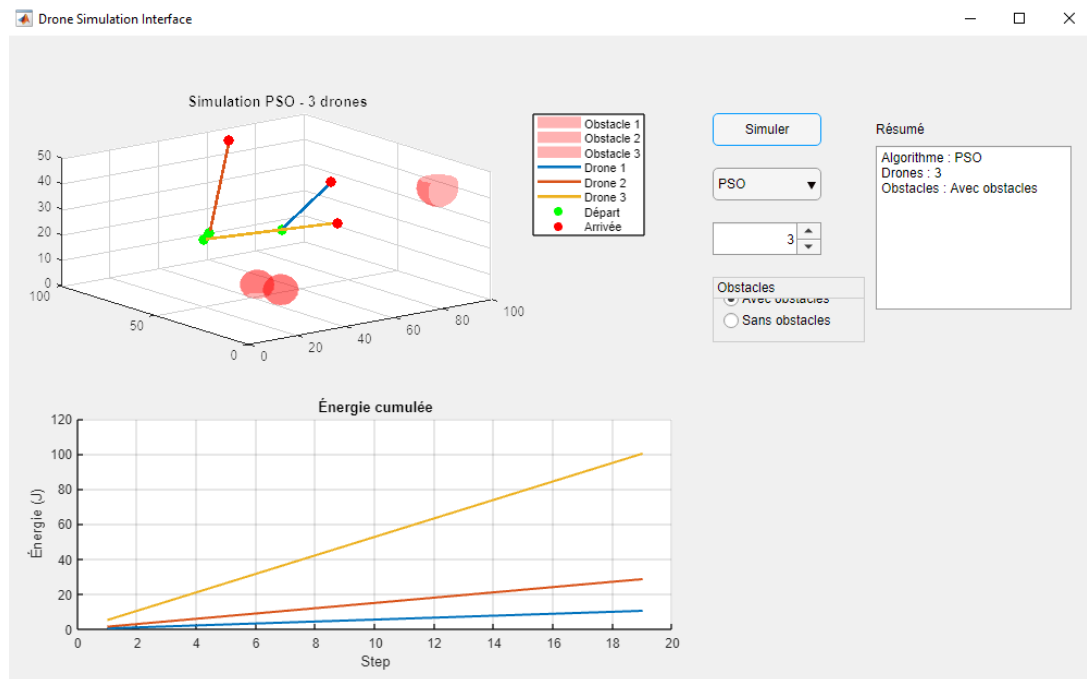 Drone Simulation Interface
Simulation PSO - 3 drones
50
40
30
20
10
0
100
50
0
0
20
40
60
80
100
Obstacle 1
Obstacle 2
Obstacle 3
Drone 1
Drone 2
Drone 3
Départ
Arrivée
Simuler
PSO
3
Obstacles
Avec obstacles
Sans obstacles
Résumé
Algorithme : PSO
Drones : 3
Obstacles : Avec obstacles
Énergie cumulée
Énergie (J)
120
100
80
60
40
20
0
0 2 4 6 8 10 12 14 16 18 20
Step